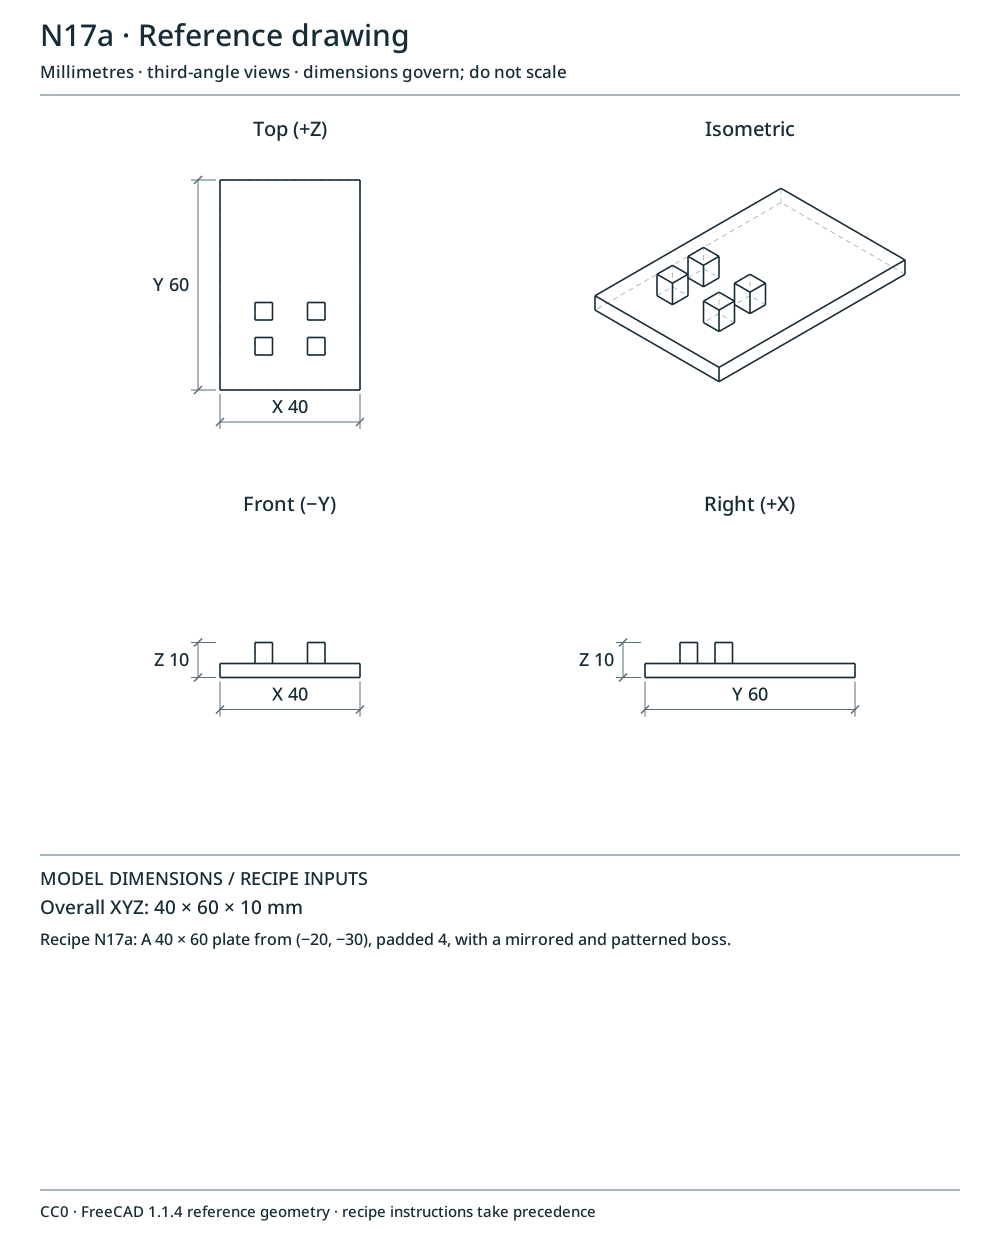 N17a · Reference drawing
Millimetres · third-angle views · dimensions govern; do not scale
Top (+Z)
Isometric
Y 60
X 40
Front (−Y)
Right (+X)
Z 10
X 40
Z 10
Y 60
MODEL DIMENSIONS / RECIPE INPUTS
Overall XYZ: 40 × 60 × 10 mm
Recipe N17a: A 40 × 60 plate from (−20, −30), padded 4, with a mirrored and patterned boss.
CC0 · FreeCAD 1.1.4 reference geometry · recipe instructions take precedence